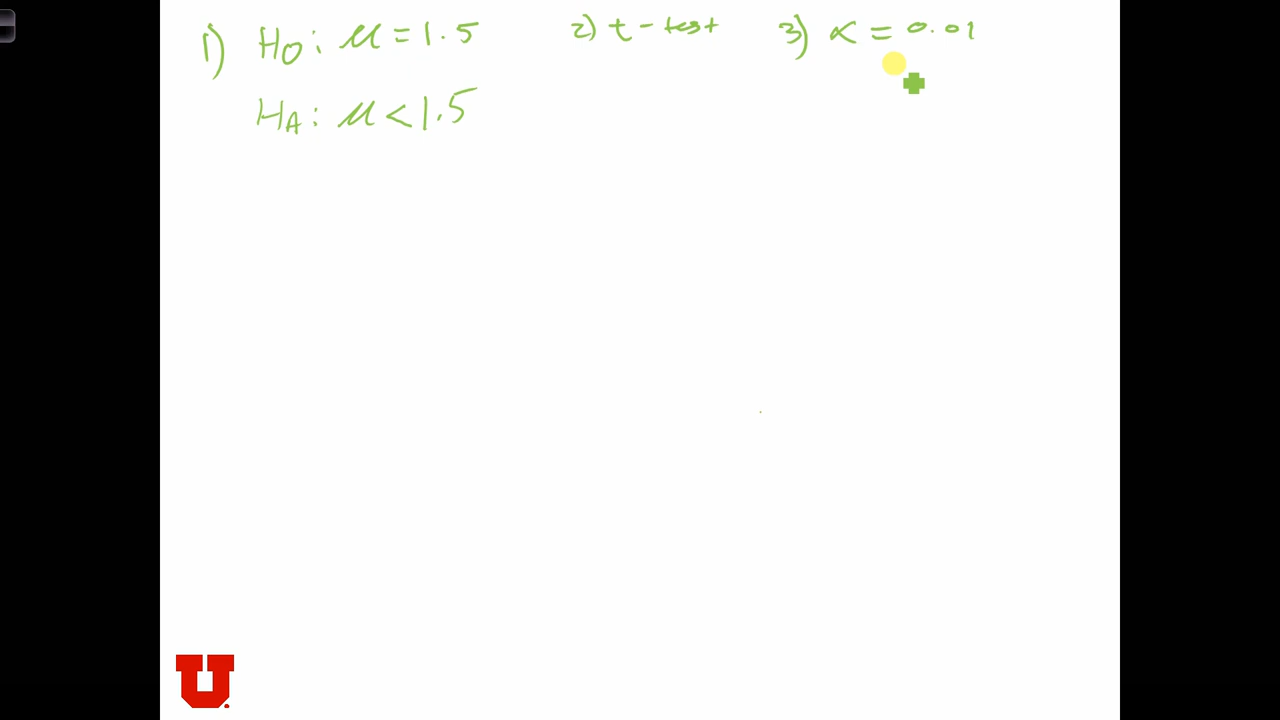 1) H0: μ = 1.5
HA: μ < 1.5
2) t-test
3) α = 0.01
U